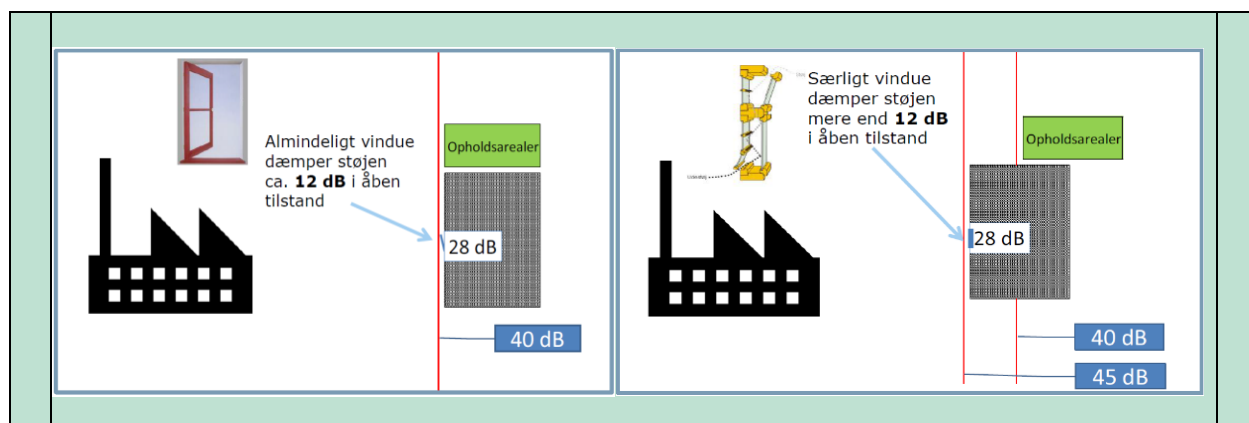 Almindeligt vindue
dæmper støjen
ca. 12 dB i åben
tilstand
Opholdsarealer
28 dB
40 dB
Særligt vindue
dæmper støjen
mere end 12 dB
i åben tilstand
Opholdsarealer
28 dB
40 dB
45 dB